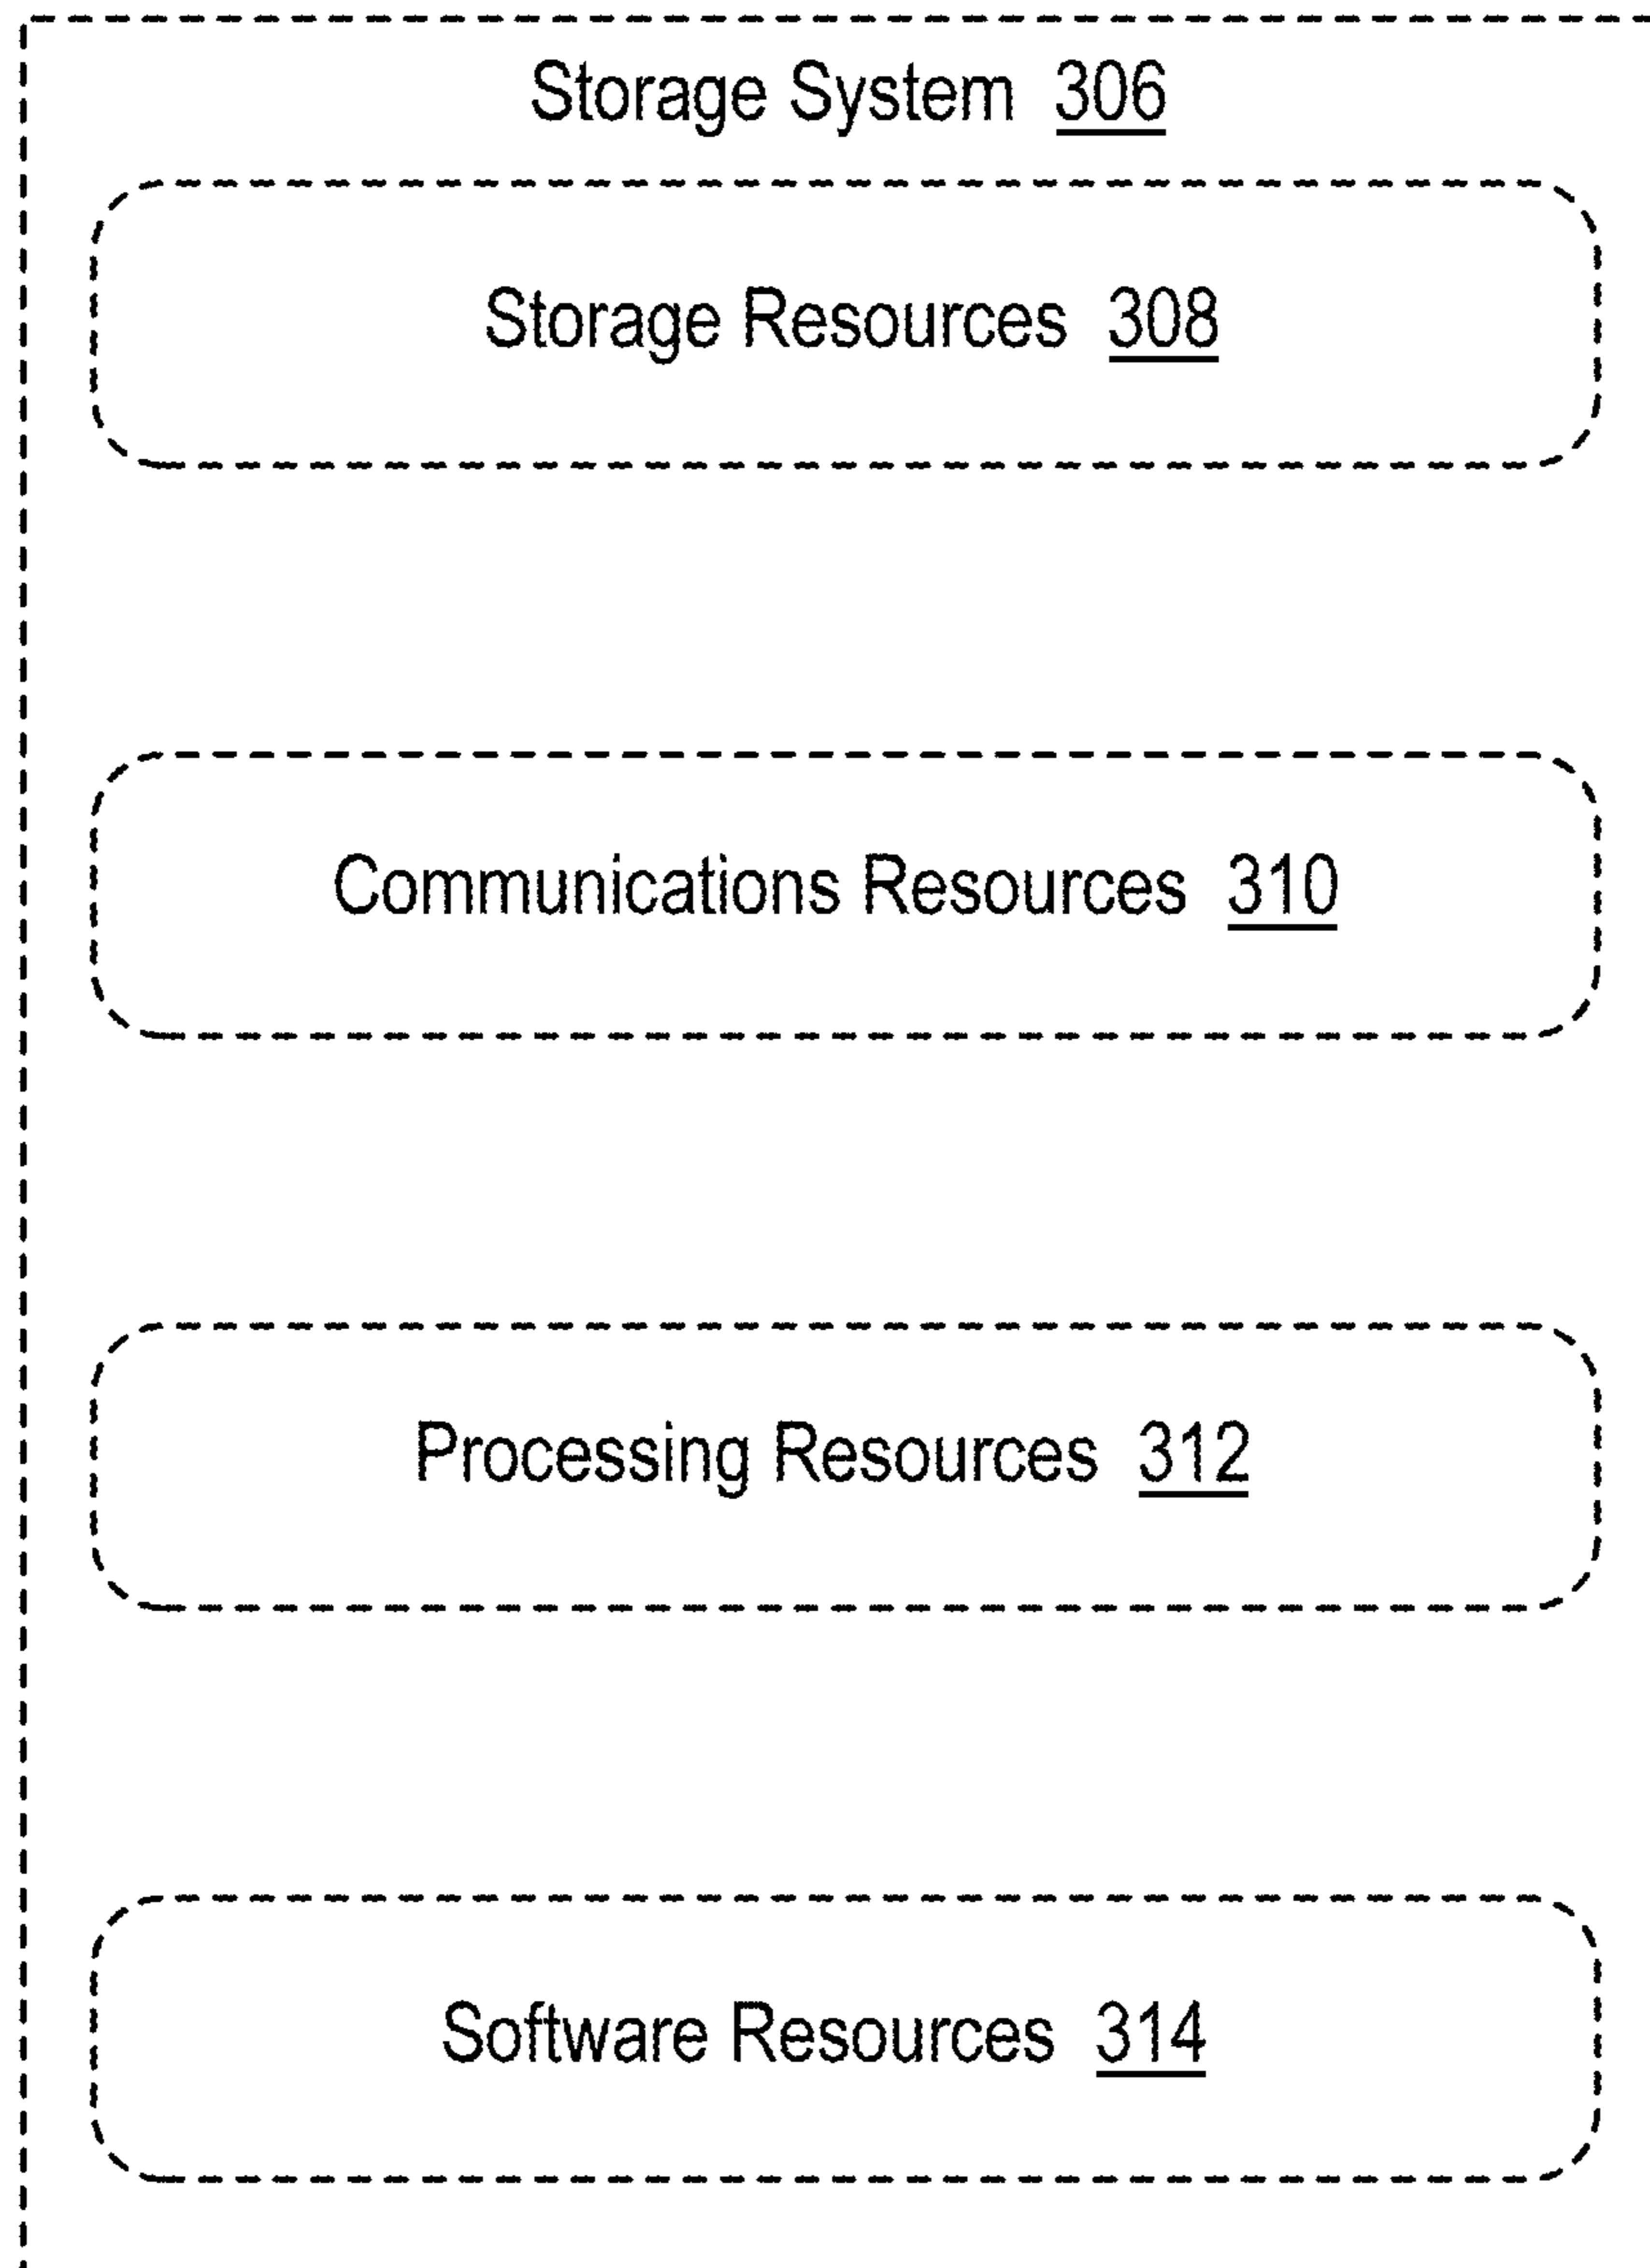 Storage System 306
Storage Resources 308
Communications Resources 310
Processing Resources 312
Software Resources 314